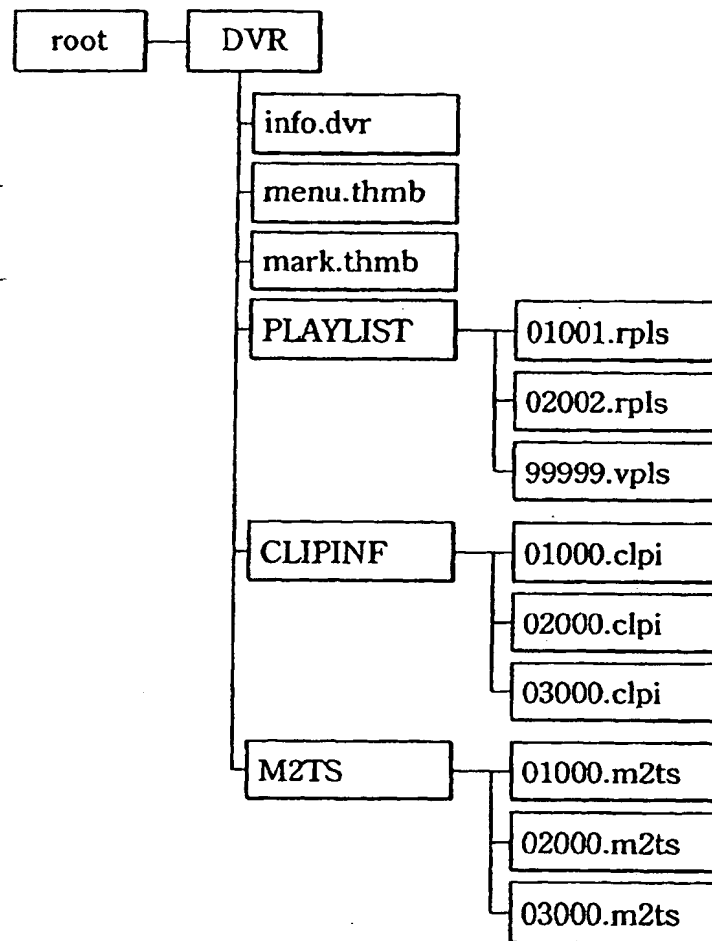 root
DVR
info.dvr
menu.thmb
mark.thmb
PLAYLIST
01001.rpls
02002.rpls
99999.vpls
CLIPINF
01000.clpi
02000.clpi
03000.clpi
M2TS
01000.m2ts
02000.m2ts
03000.m2ts